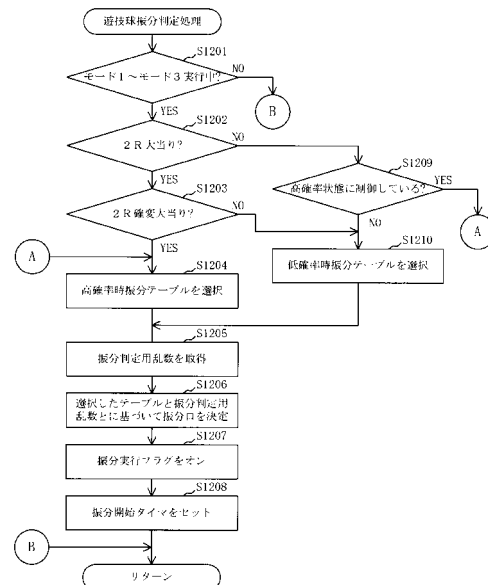 遊技球振分判定処理
S1201
モード1～モード3実行中?
NO
B
YES
S1202
2R大当り?
NO
YES
S1209
高確率状態に制御している?
YES
A
NO
S1203
2R確変大当り?
NO
YES
A
S1204
高確率時振分テーブルを選択
S1210
低確率時振分テーブルを選択
S1205
振分判定用乱数を取得
S1206
選択したテーブルと振分判定用
乱数とに基づいて振分口を決定
S1207
振分実行フラグをオン
S1208
振分開始タイマをセット
B
リターン